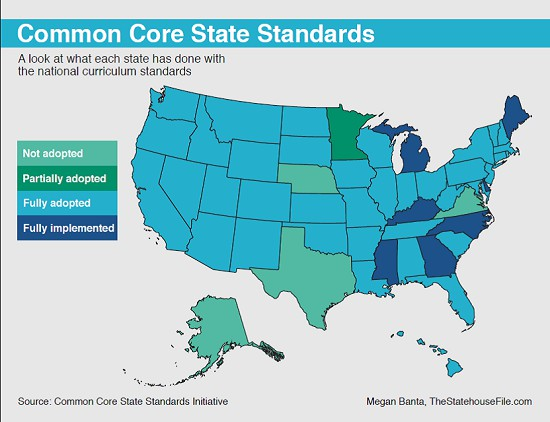 Common Core State Standards
A look at what each state has done with
the national curriculum standards
Not adopted
Partially adopted
Fully adopted
Fully implemented
Source: Common Core State Standards Initiative
Megan Banta, TheStatehouseFile.com